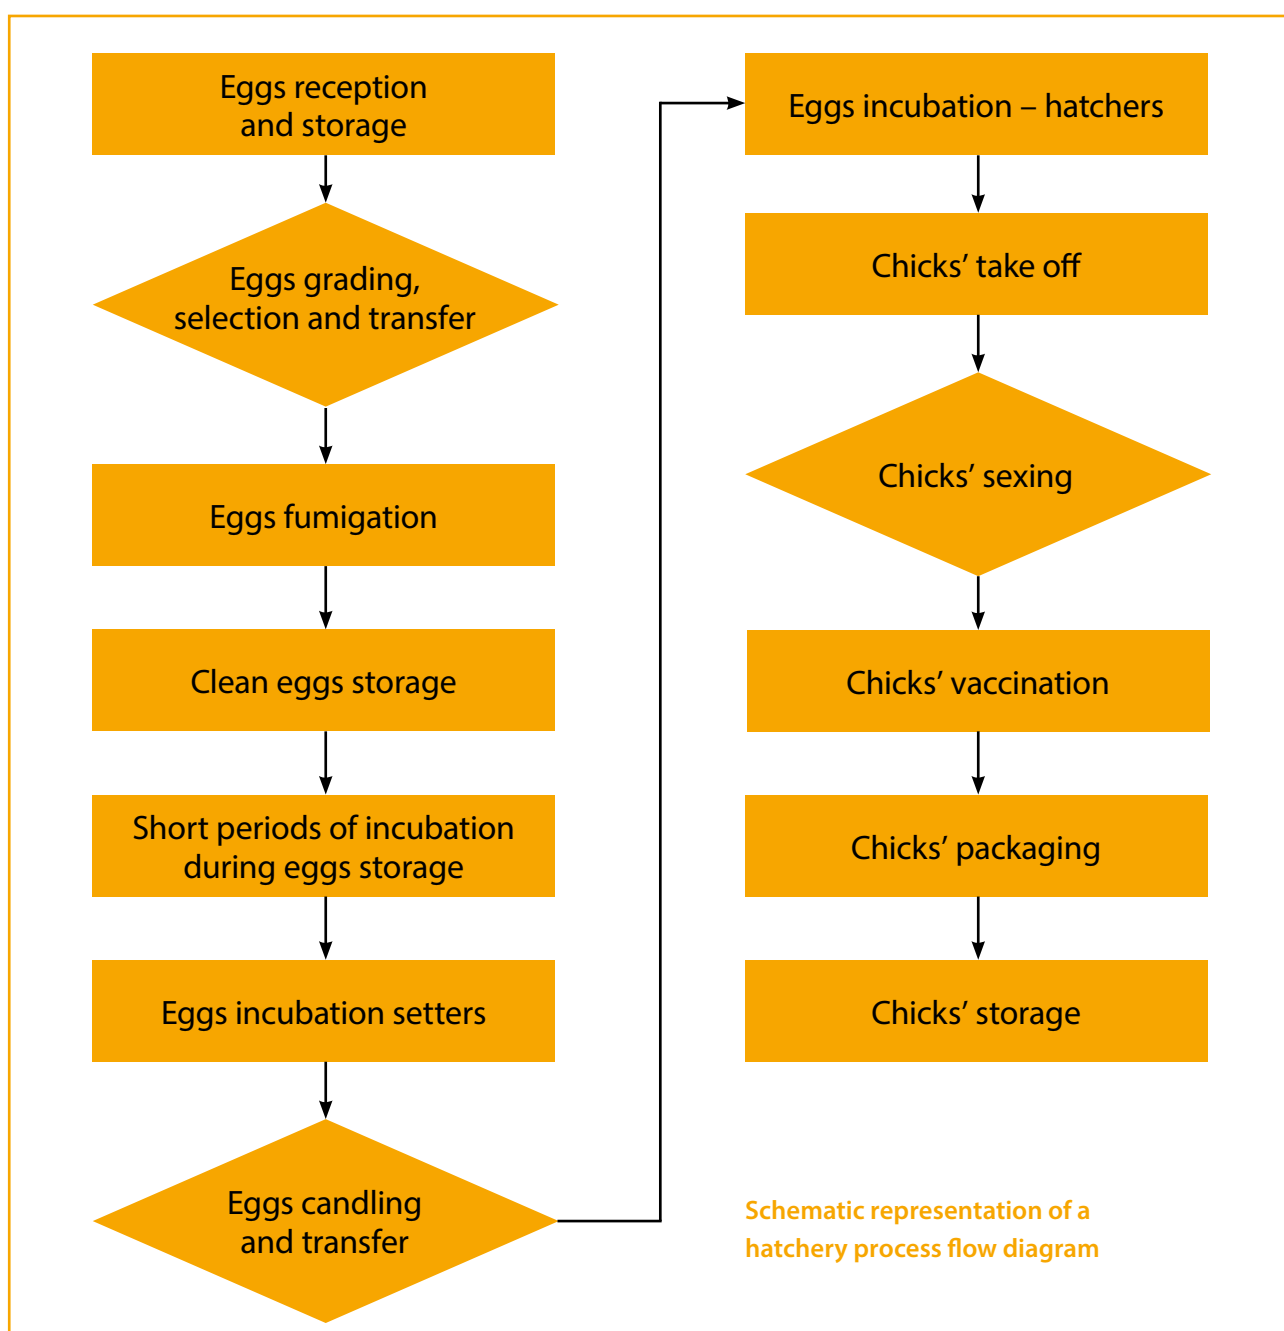 Eggs reception
and storage
Eggs grading,
selection and transfer
Eggs fumigation
Clean eggs storage
Short periods of incubation
during eggs storage
Eggs incubation setters
Eggs candling
and transfer
Eggs incubation – hatchers
Chicks’ take off
Chicks’ sexing
Chicks’ vaccination
Chicks’ packaging
Chicks’ storage
Schematic representation of a
hatchery process flow diagram